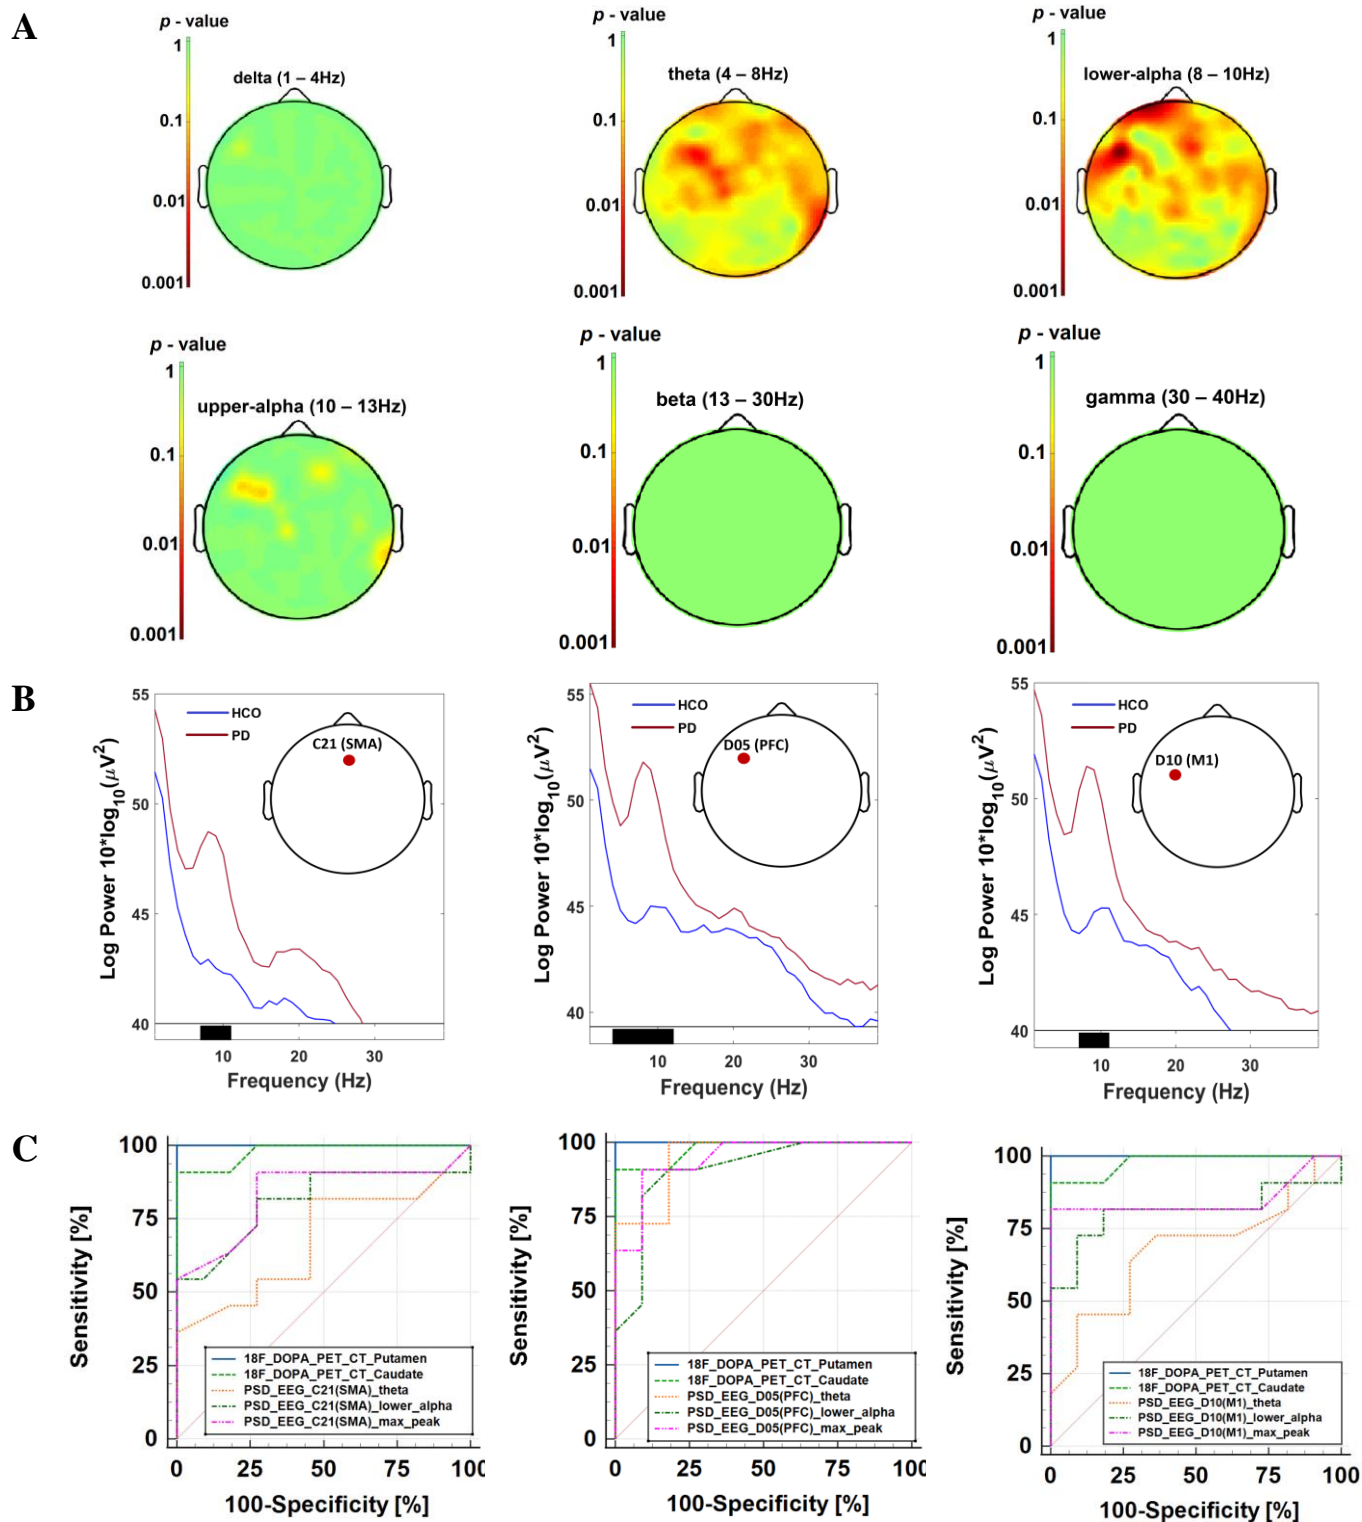 A
p - value
1
0.1
0.01
0.001
delta (1 – 4Hz)
p - value
1
0.1
0.01
0.001
theta (4 – 8Hz)
p - value
1
0.1
0.01
0.001
lower-alpha (8 – 10Hz)
p - value
1
0.1
0.01
0.001
upper-alpha (10 – 13Hz)
p - value
1
0.1
0.01
0.001
beta (13 – 30Hz)
p - value
1
0.1
0.01
0.001
gamma (30 – 40Hz)
B
Log Power 10*log10(μV2)
55
50
45
40
HCO
PD
C21 (SMA)
10
20
30
Frequency (Hz)
Log Power 10*log10(μV2)
55
50
45
40
HCO
PD
D05 (PFC)
10
20
30
Frequency (Hz)
Log Power 10*log10(μV2)
55
50
45
40
HCO
PD
D10 (M1)
10
20
30
Frequency (Hz)
C
Sensitivity [%]
100
75
50
25
0
18F_DOPA_PET_CT_Putamen
18F_DOPA_PET_CT_Caudate
PSD_EEG_C21(SMA)_theta
PSD_EEG_C21(SMA)_lower_alpha
PSD_EEG_C21(SMA)_max_peak
0
25
50
75
100
100-Specificity [%]
Sensitivity [%]
100
75
50
25
0
18F_DOPA_PET_CT_Putamen
18F_DOPA_PET_CT_Caudate
PSD_EEG_D05(PFC)_theta
PSD_EEG_D05(PFC)_lower_alpha
PSD_EEG_D05(PFC)_max_peak
0
25
50
75
100
100-Specificity [%]
Sensitivity [%]
100
75
50
25
0
18F_DOPA_PET_CT_Putamen
18F_DOPA_PET_CT_Caudate
PSD_EEG_D10(M1)_theta
PSD_EEG_D10(M1)_lower_alpha
PSD_EEG_D10(M1)_max_peak
0
25
50
75
100
100-Specificity [%]